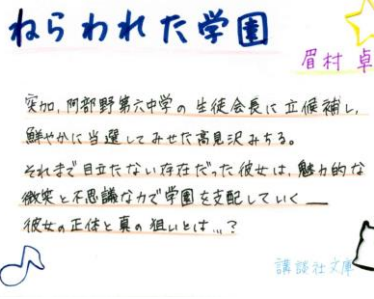 ねらわれた学園
眉村 卓
突如、阿部野第六中学の生徒会長に立候補し、
鮮やかに当選してみせた高見沢みちる。
それまで目立たない存在だった彼女は、魅力的な
微笑と不思議な力で学園を支配していく__
彼女の正体と真の狙いとは…?
講談社文庫